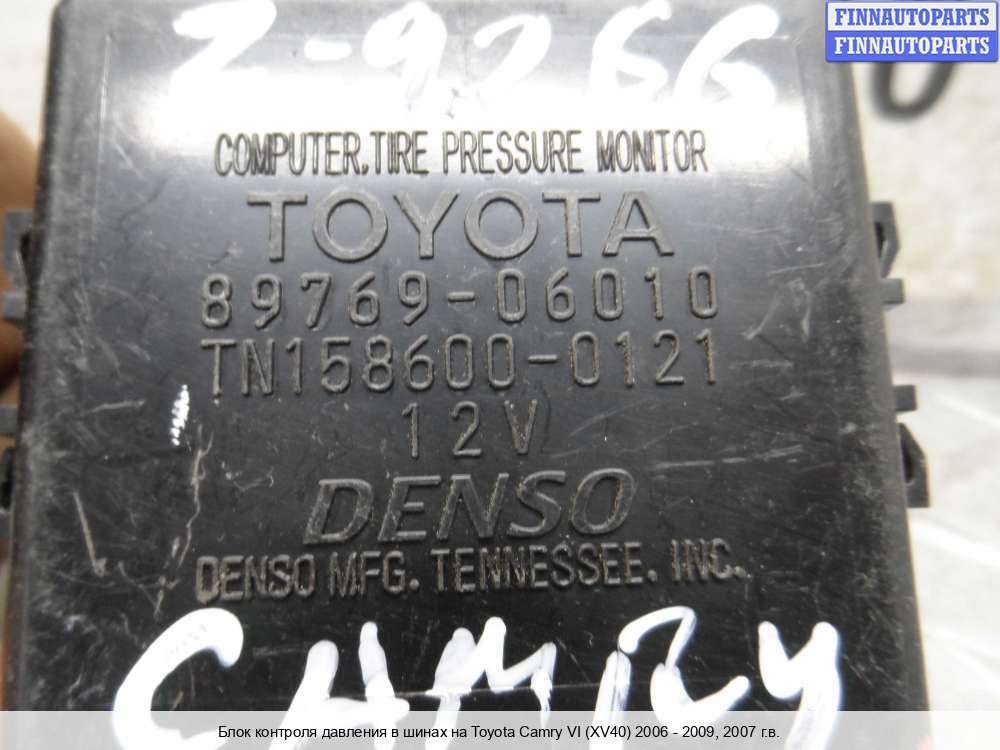 FINNAUTOPARTS
FINNAUTOPARTS
Z-9266
COMPUTER.TIRE PRESSURE MONITOR
TOYOTA
89769-06010
TN158600-0121
12V
DENSO
DENSO MFG. TENNESSEE. INC.
CAMRY
Блок контроля давления в шинах на Toyota Camry VI (XV40) 2006 - 2009, 2007 г.в.